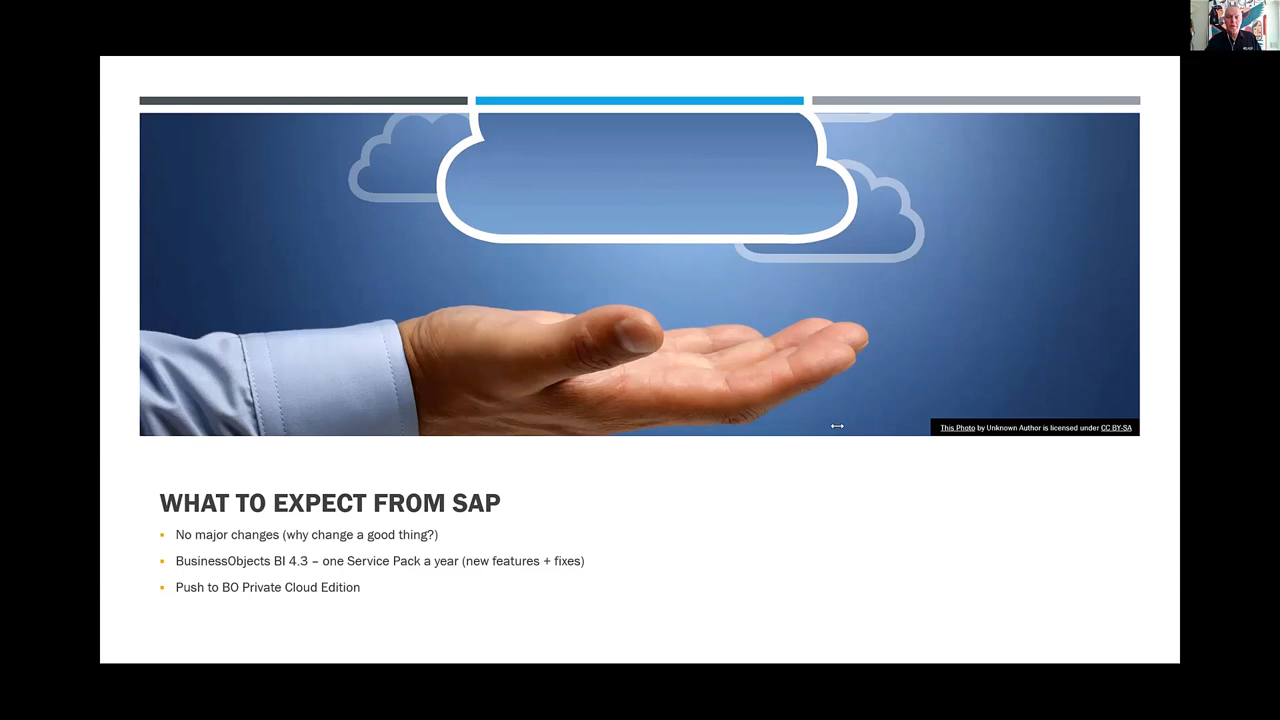 This Photo by Unknown Author is licensed under CC BY-SA
WHAT TO EXPECT FROM SAP
No major changes (why change a good thing?)
BusinessObjects BI 4.3 – one Service Pack a year (new features + fixes)
Push to BO Private Cloud Edition